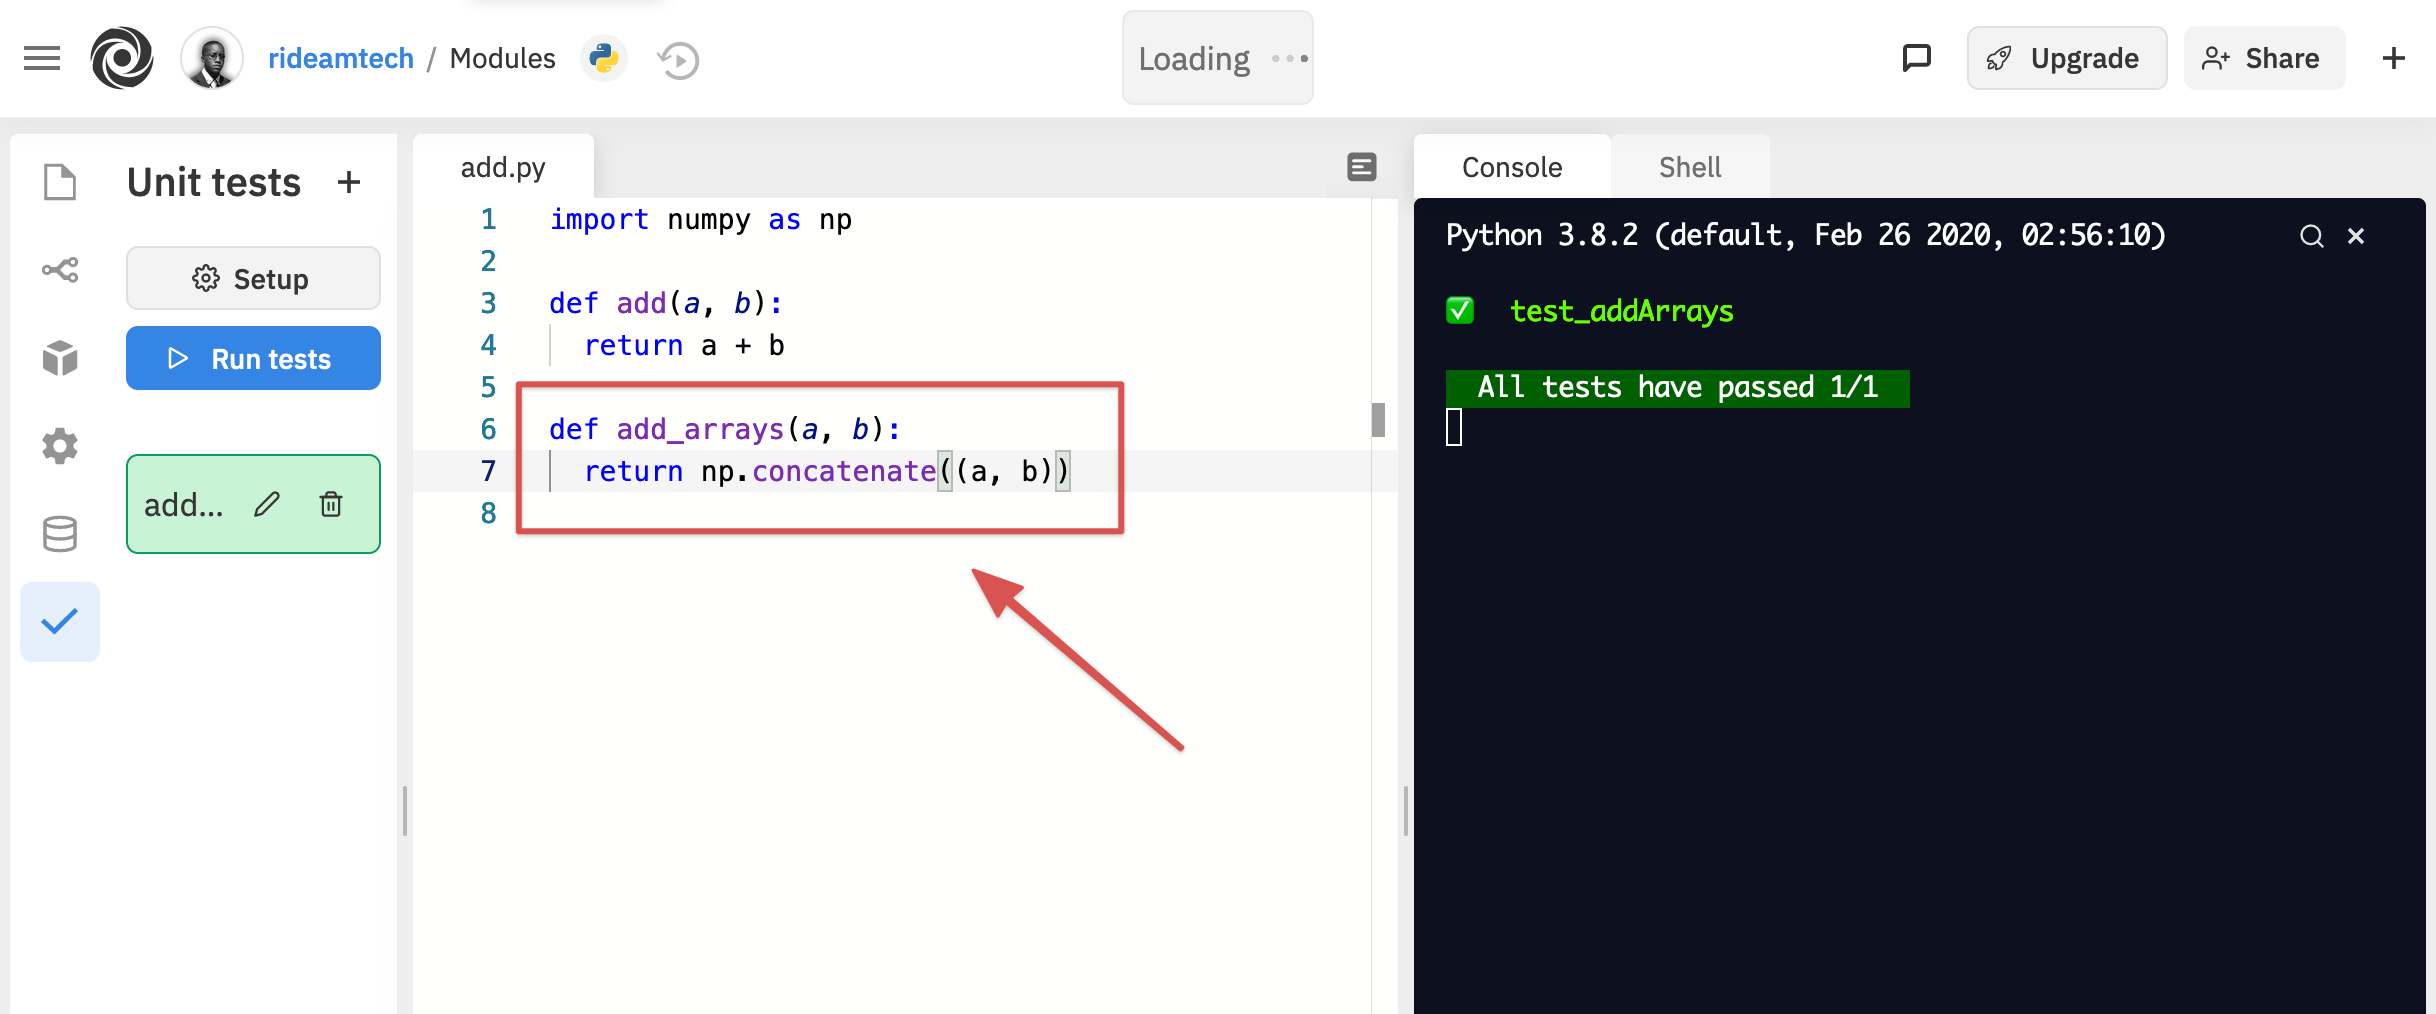 rideamtech / Modules
Loading
Upgrade
Share
Unit tests +
Setup
Run tests
add...
add.py
1 import numpy as np
2
3 def add(a, b):
4 return a + b
5
6 def add_arrays(a, b):
7 return np.concatenate((a, b))
8
Console
Shell
Python 3.8.2 (default, Feb 26 2020, 02:56:10)
✅ test_addArrays
All tests have passed 1/1